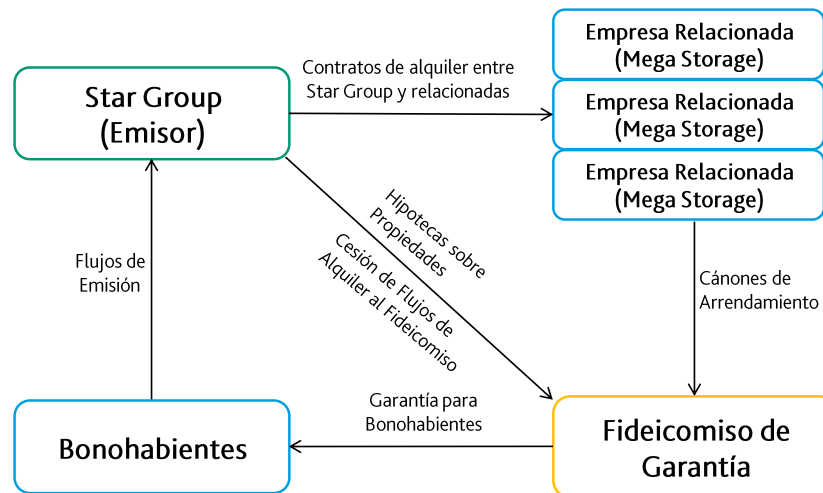 Star Group
(Emisor)
Contratos de alquiler entre
Star Group y relacionadas
Empresa Relacionada
(Mega Storage)
Empresa Relacionada
(Mega Storage)
Empresa Relacionada
(Mega Storage)
Flujos de
Emisión
Hipotecas sobre
Propiedades
Cesión de Flujos de
Alquiler al Fideicomiso
Cánones de
Arrendamiento
Bonohabientes
Garantía para
Bonohabientes
Fideicomiso de
Garantía